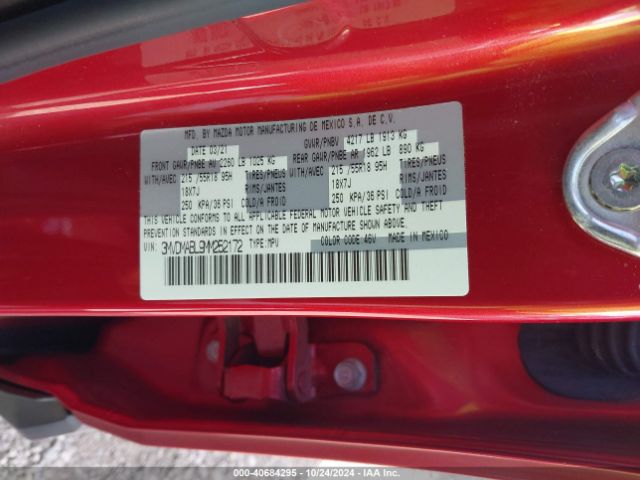 MFD. BY MAZDA MOTOR MANUFACTURING DE MEXICO S.A. DE C.V.
DATE 03/21 GVWR/PNBV 4217 LB 1913 KG
FRONT GAWR/PNBE AV 2260 LB 1025 KG REAR GAWR/PNBE AR 1962 LB 890 KG
WITH/AVEC 215 /55R18 95H TIRES/PNEUS WITH/AVEC 215 /55R18 95H TIRES/PNEUS
18X7J RIMS/JANTES 18X7J RIMS/JANTES
250 KPA/36 PSI COLD/A FROID 250 KPA/36 PSI COLD/A FROID
THIS VEHICLE CONFORMS TO ALL APPLICABLE FEDERAL MOTOR VEHICLE SAFETY AND THEFT
PREVENTION STANDARDS IN EFFECT ON THE DATE OF MANUFACTURE SHOWN ABOVE.
VIN: 3MVDMABL9MM252172 TYPE:MPV COLOR CODE:46V MADE IN MEXICO
000-40684295 - 10/24/2024 - IAA Inc.